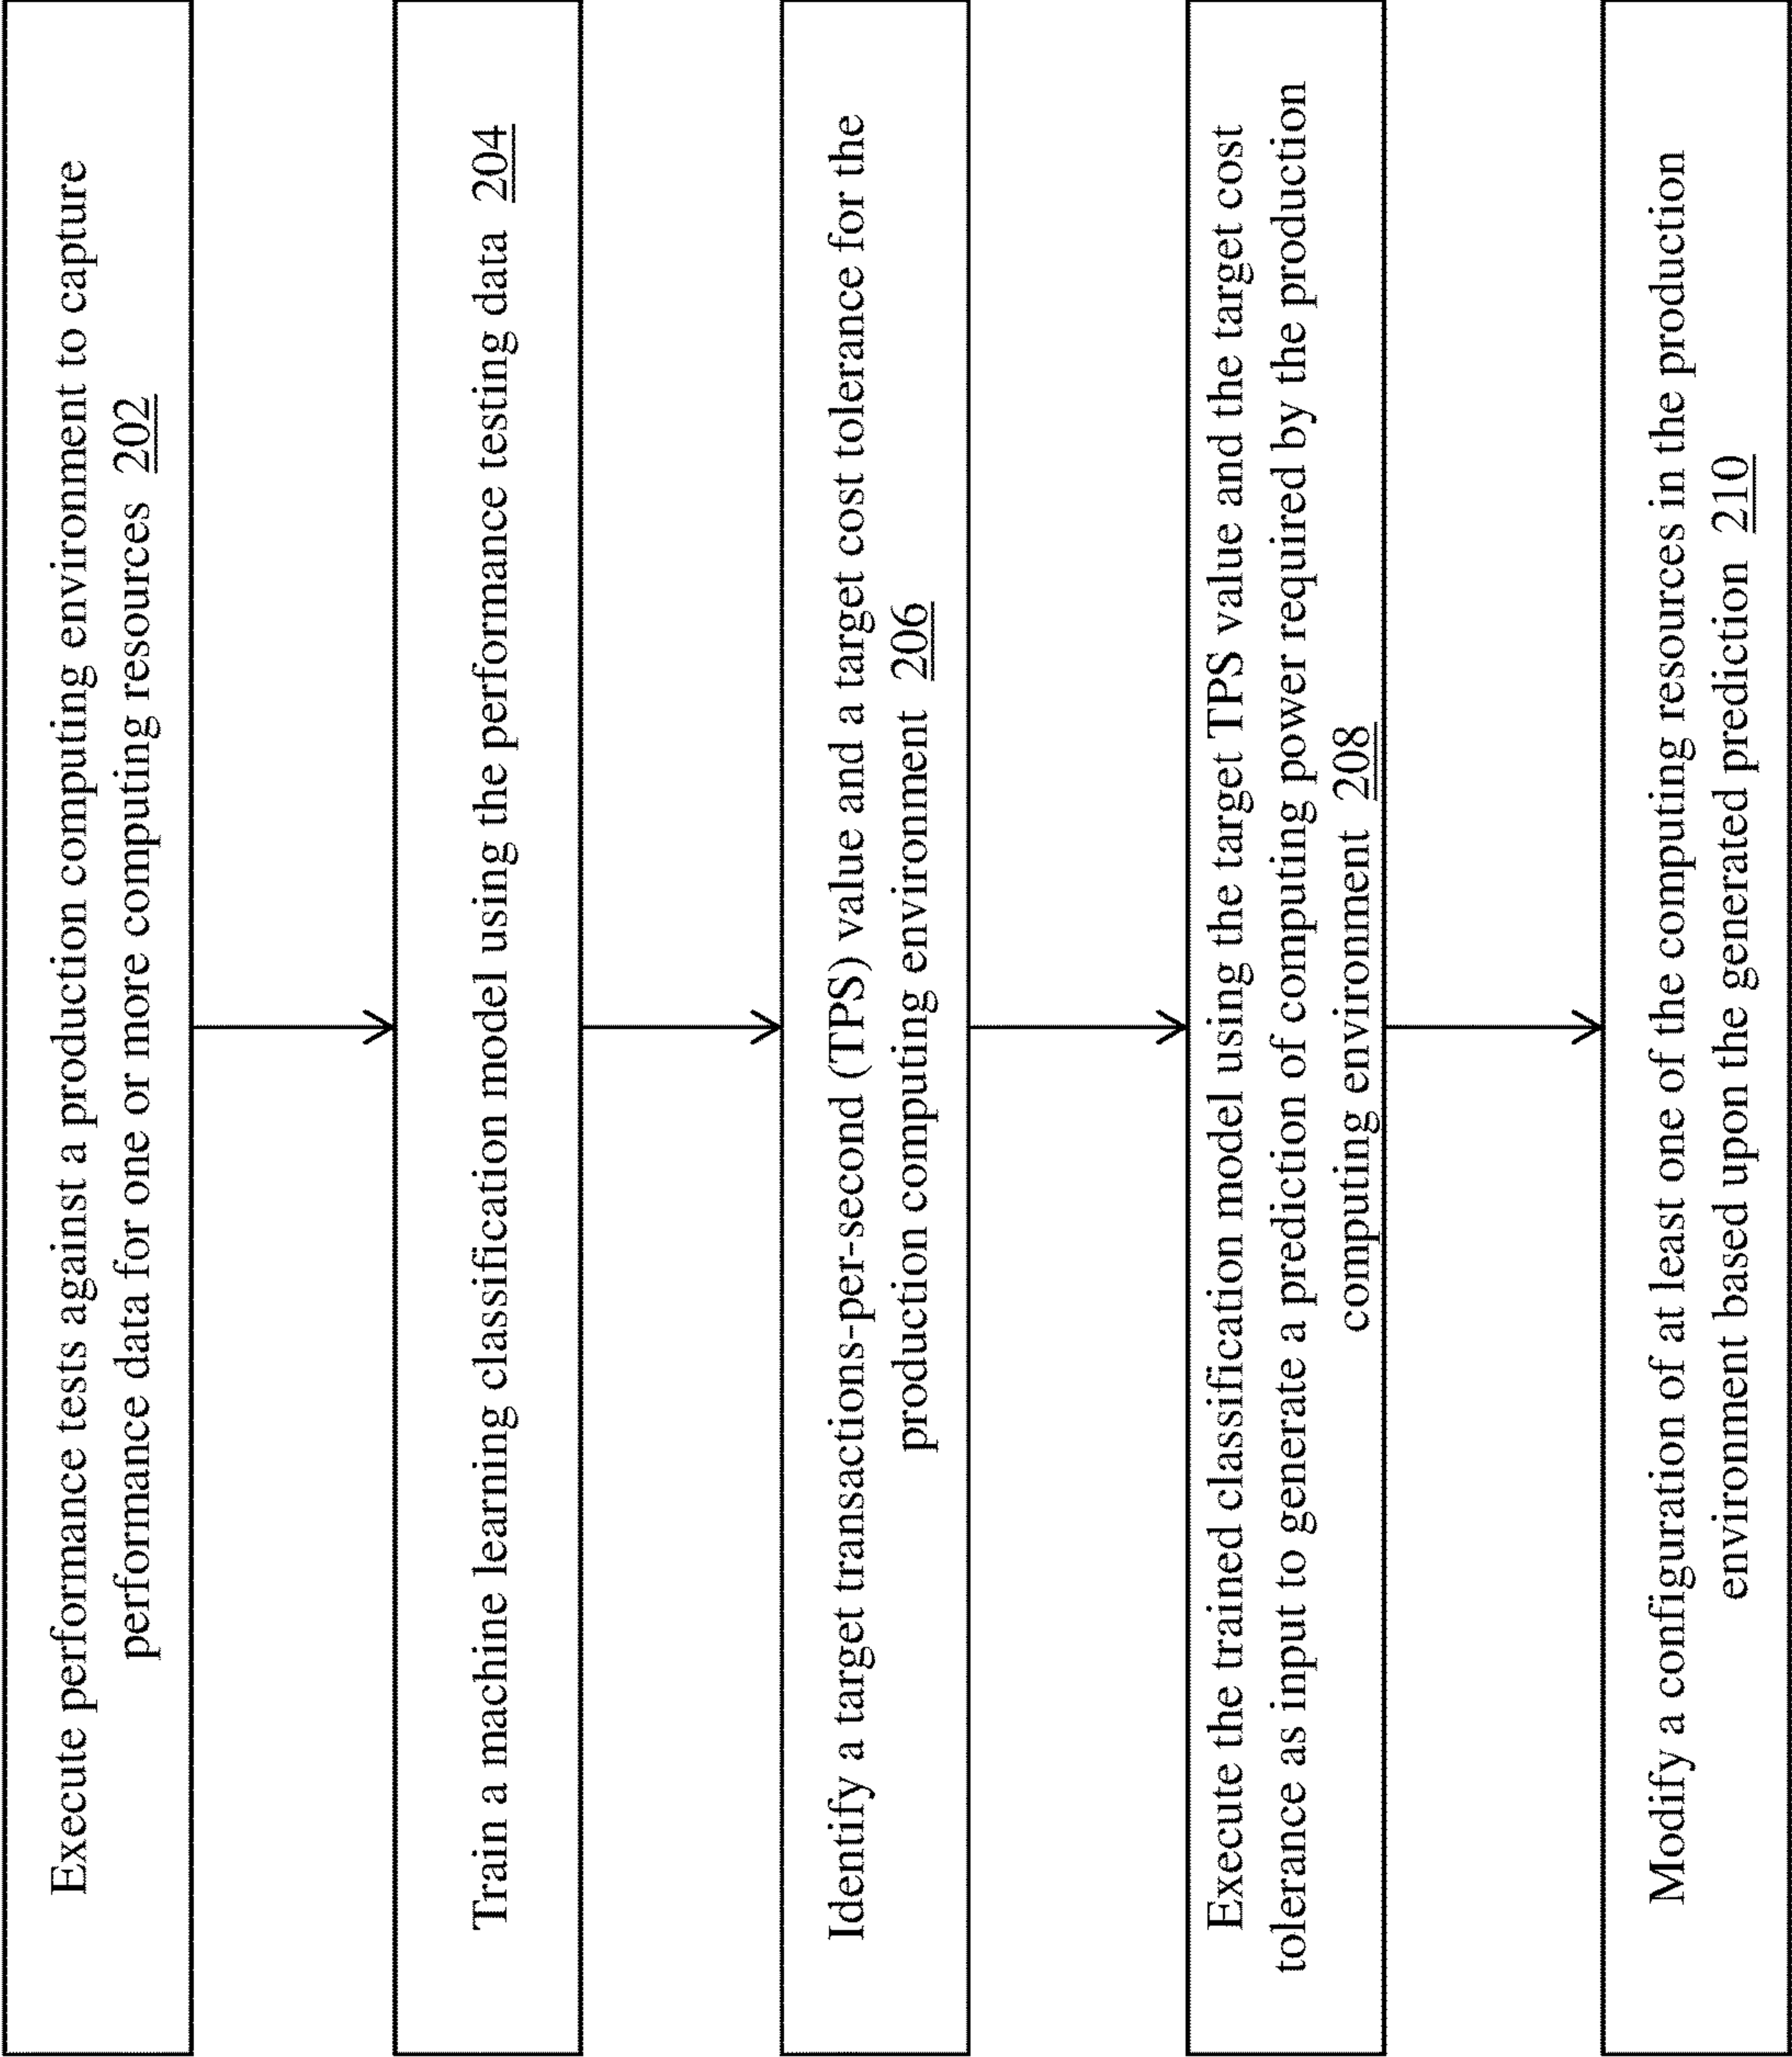 Execute performance tests against a production computing environment to capture
performance data for one or more computing resources 202
Train a machine learning classification model using the performance testing data 204
Identify a target transactions-per-second (TPS) value and a target cost tolerance for the
production computing environment 206
Execute the trained classification model using the target TPS value and the target cost
tolerance as input to generate a prediction of computing power required by the production
computing environment 208
Modify a configuration of at least one of the computing resources in the production
environment based upon the generated prediction 210